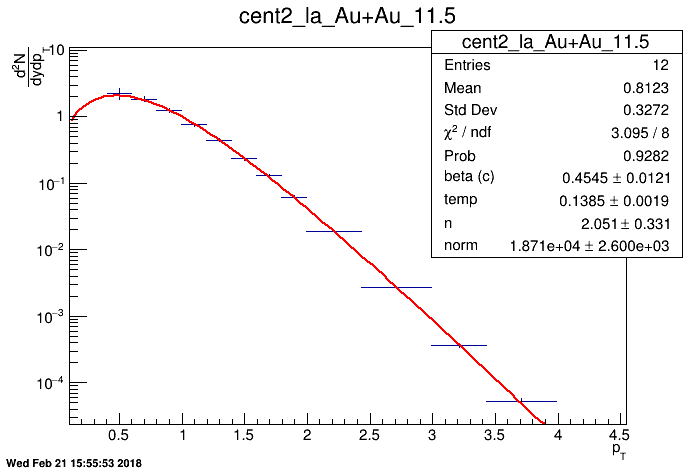 cent2_la_Au+Au_11.5
cent2_la_Au+Au_11.5
Entries 12
Mean 0.8123
Std Dev 0.3272
χ² / ndf 3.095 / 8
Prob 0.9282
beta (c) 0.4545 ± 0.0121
temp 0.1385 ± 0.0019
n 2.051 ± 0.331
norm 1.871e+04 ± 2.600e+03
d²N
dydp_T
10
1
10⁻¹
10⁻²
10⁻³
10⁻⁴
0.5 1 1.5 2 2.5 3 3.5 4 4.5
p_T
Wed Feb 21 15:55:53 2018